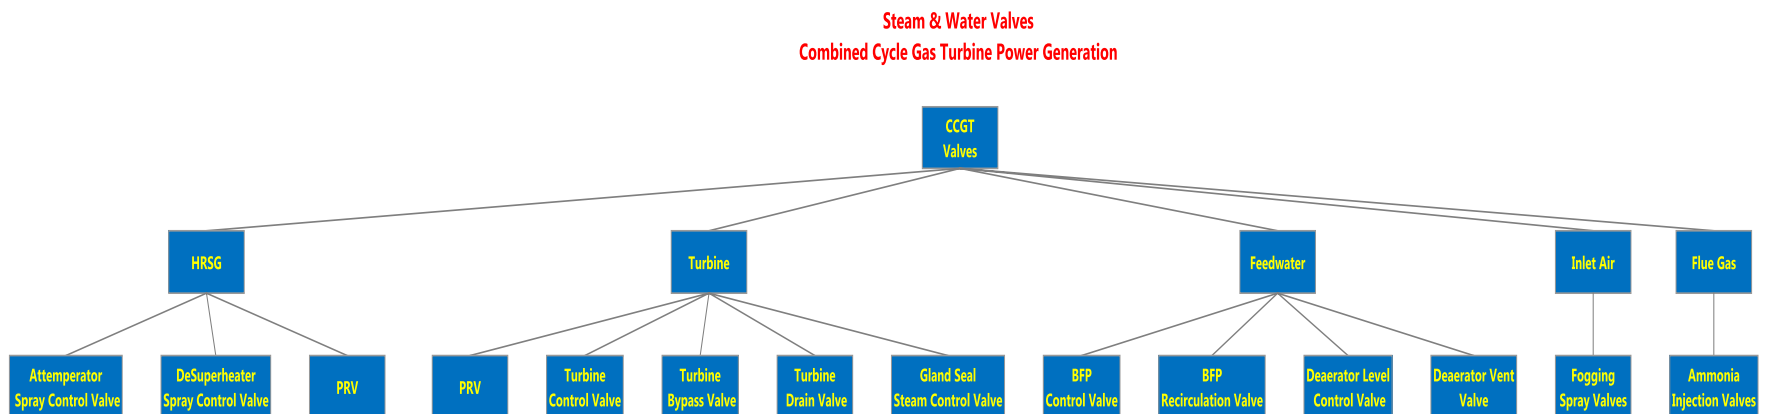 Steam & Water Valves
Combined Cycle Gas Turbine Power Generation
CCGT
Valves
HRSG
Turbine
Feedwater
Inlet Air
Flue Gas
Attemperator
Spray Control Valve
DeSuperheater
Spray Control Valve
PRV
PRV
Turbine
Control Valve
Turbine
Bypass Valve
Turbine
Drain Valve
Gland Seal
Steam Control Valve
BFP
Control Valve
BFP
Recirculation Valve
Deaerator Level
Control Valve
Deaerator Vent
Valve
Fogging
Spray Valves
Ammonia
Injection Valves